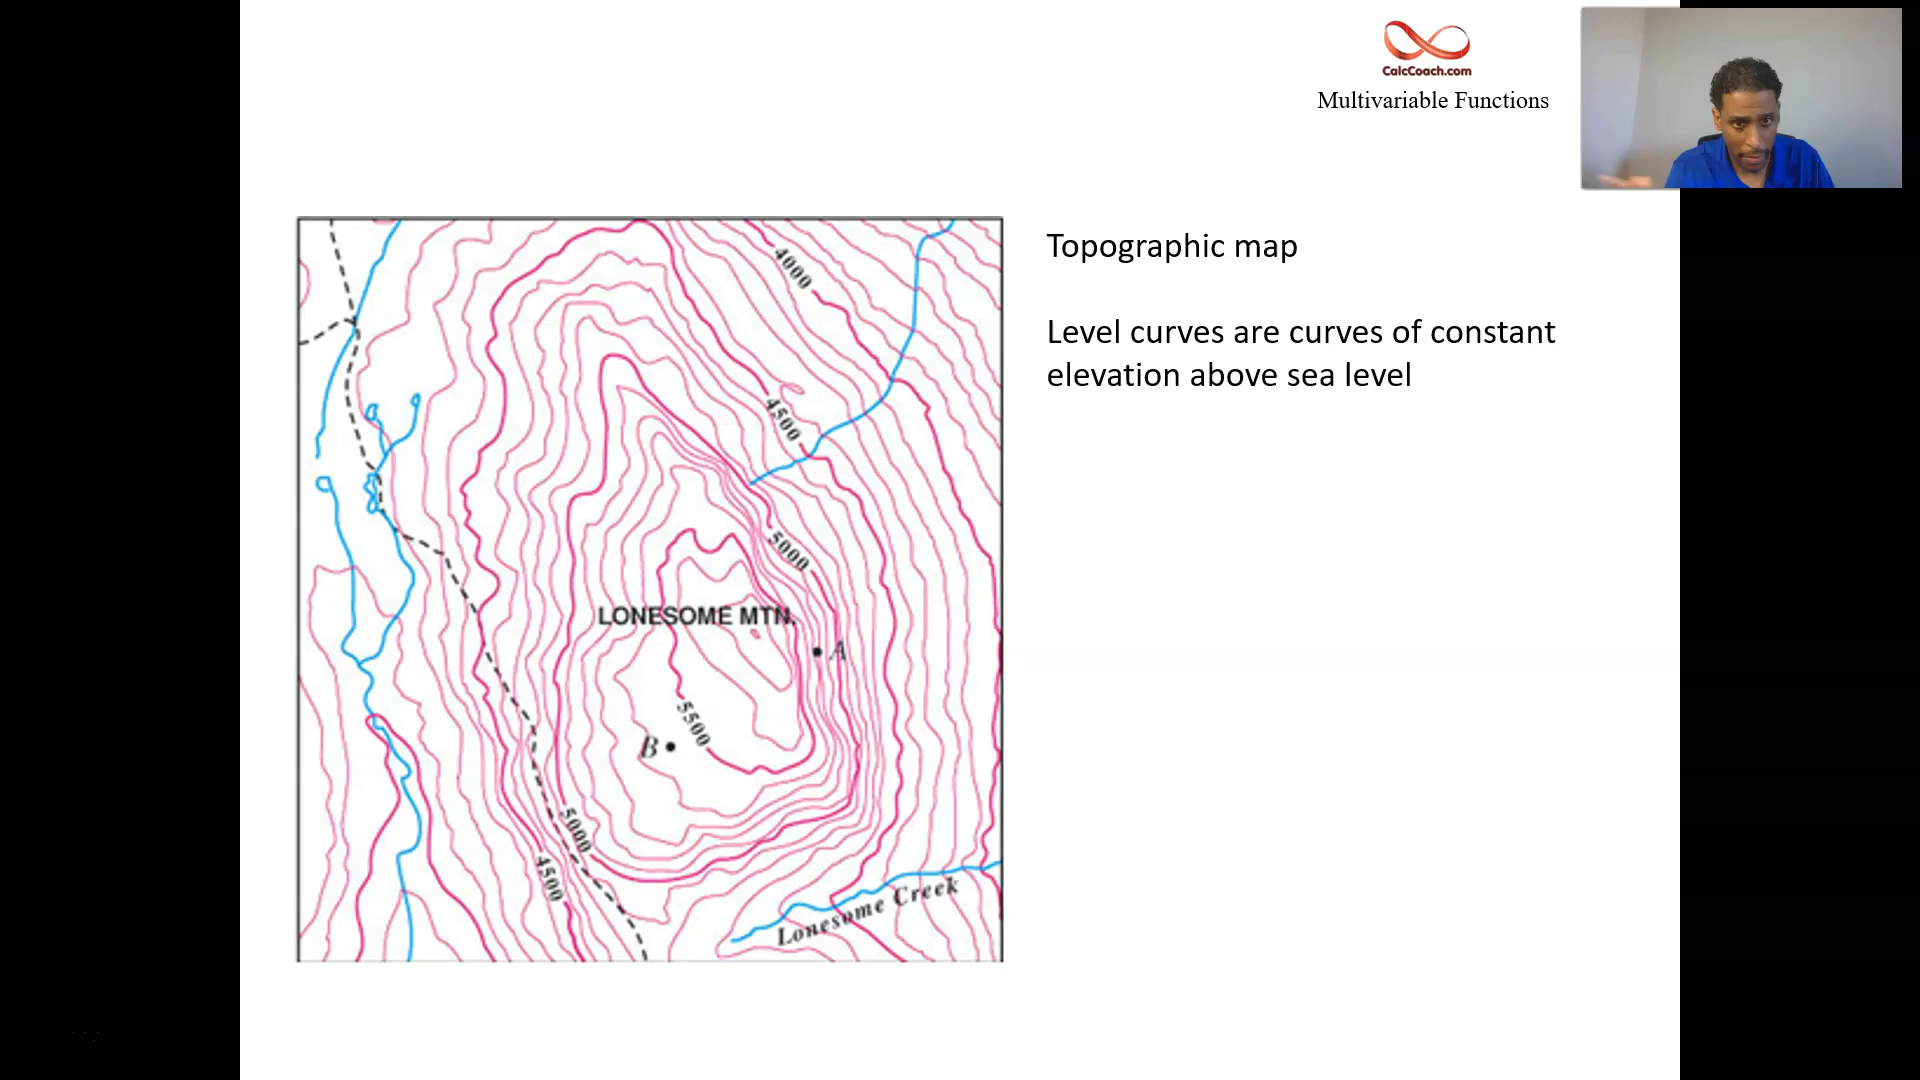 CalcCoach.com
Multivariable Functions
Topographic map
Level curves are curves of constant
elevation above sea level
4000
4500
5000
LONESOME MTN.
A
5500
B
5000
4500
Lonesome Creek